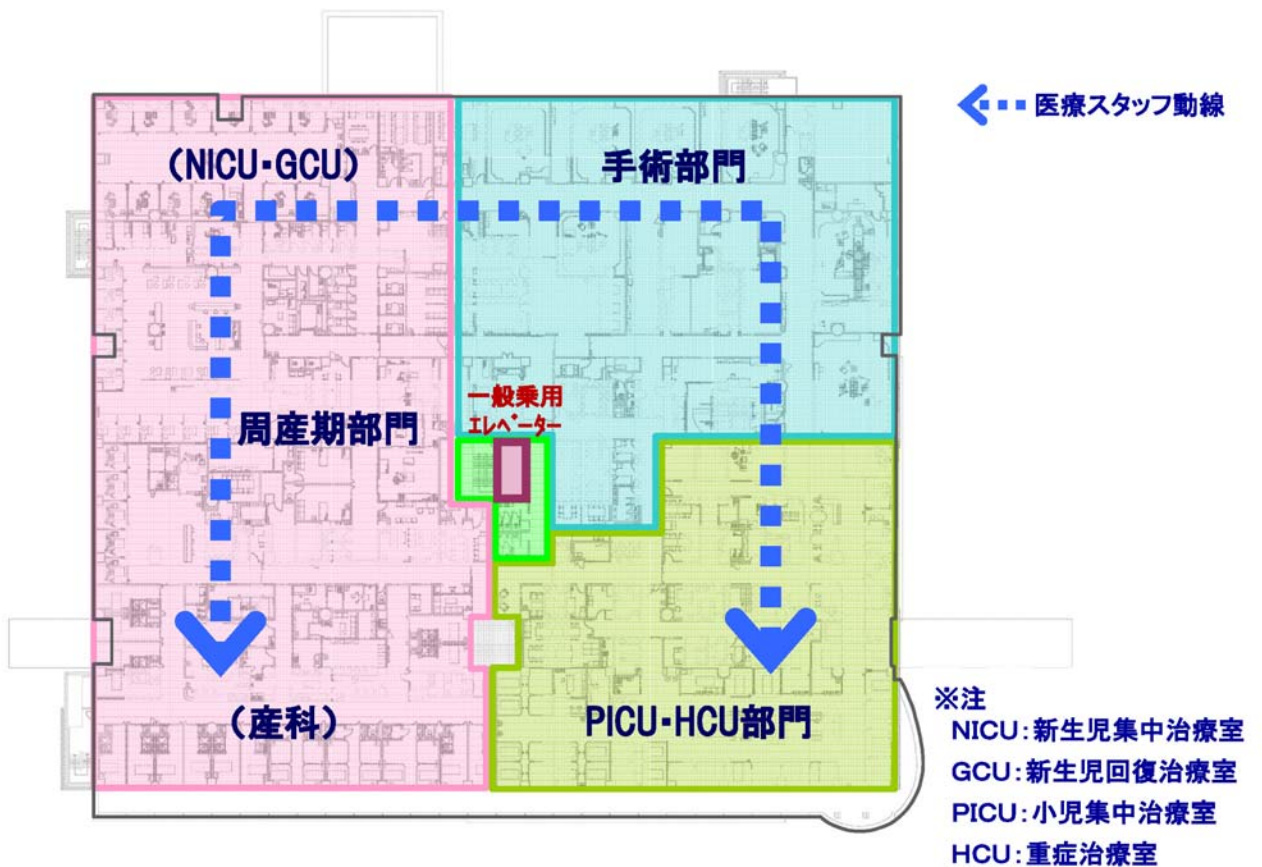 医療スタッフ動線
(NICU・GCU)
手術部門
一般乗用
エレベーター
周産期部門
(産科)
PICU・HCU部門
※注
NICU:新生児集中治療室
GCU:新生児回復治療室
PICU:小児集中治療室
HCU:重症治療室